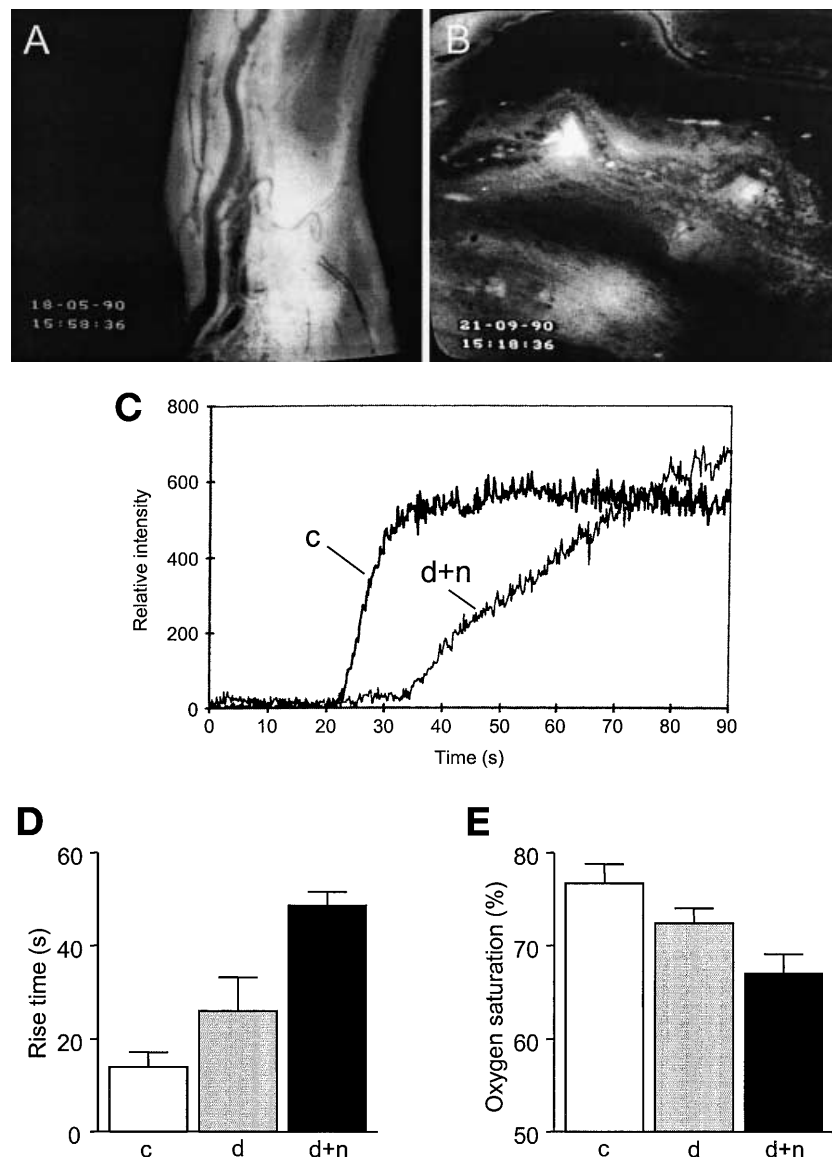 A
18-05-90
15:58:36
B
21-09-90
15:18:36
C
Relative intensity
800
600
400
200
0
c
d+n
0 10 20 30 40 50 60 70 80 90
Time (s)
D
Rise time (s)
60
40
20
0
c d d+n
E
Oxygen saturation (%)
80
70
60
50
c d d+n